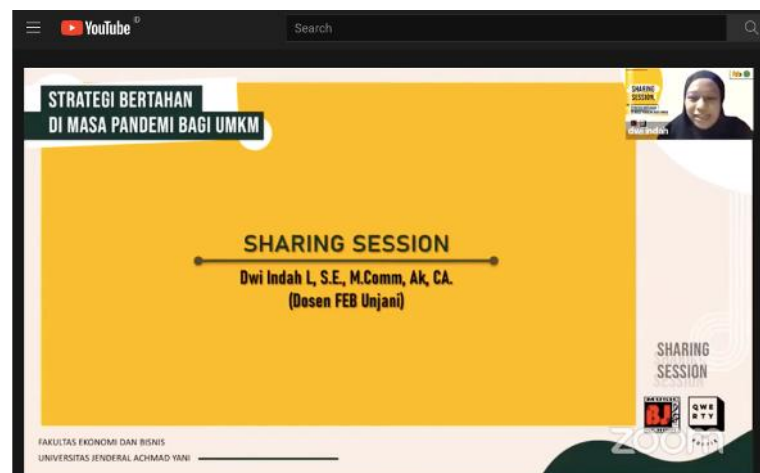 YouTube ID
Search
STRATEGI BERTAHAN
DI MASA PANDEMI BAGI UMKM
SHARING
SESSION
dwi indah
SHARING SESSION
Dwi Indah L, S.E., M.Comm, Ak, CA.
(Dosen FEB Unjani)
SHARING
SESSION
BJ
QWE
RTY
zoom
FAKULTAS EKONOMI DAN BISNIS
UNIVERSITAS JENDERAL ACHMAD YANI